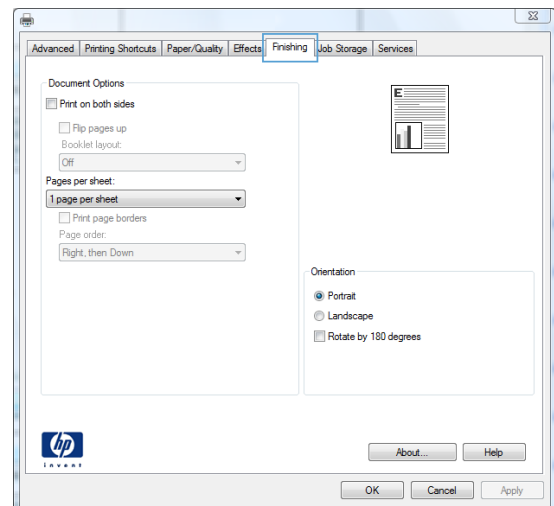 Advanced Printing Shortcuts Paper/Quality Effects Finishing Job Storage Services
Document Options
Print on both sides
Flip pages up
Booklet layout:
Off
Pages per sheet:
1 page per sheet
Print page borders
Page order:
Right, then Down
E
Orientation
Portrait
Landscape
Rotate by 180 degrees
hp
invent
About... Help
OK Cancel Apply